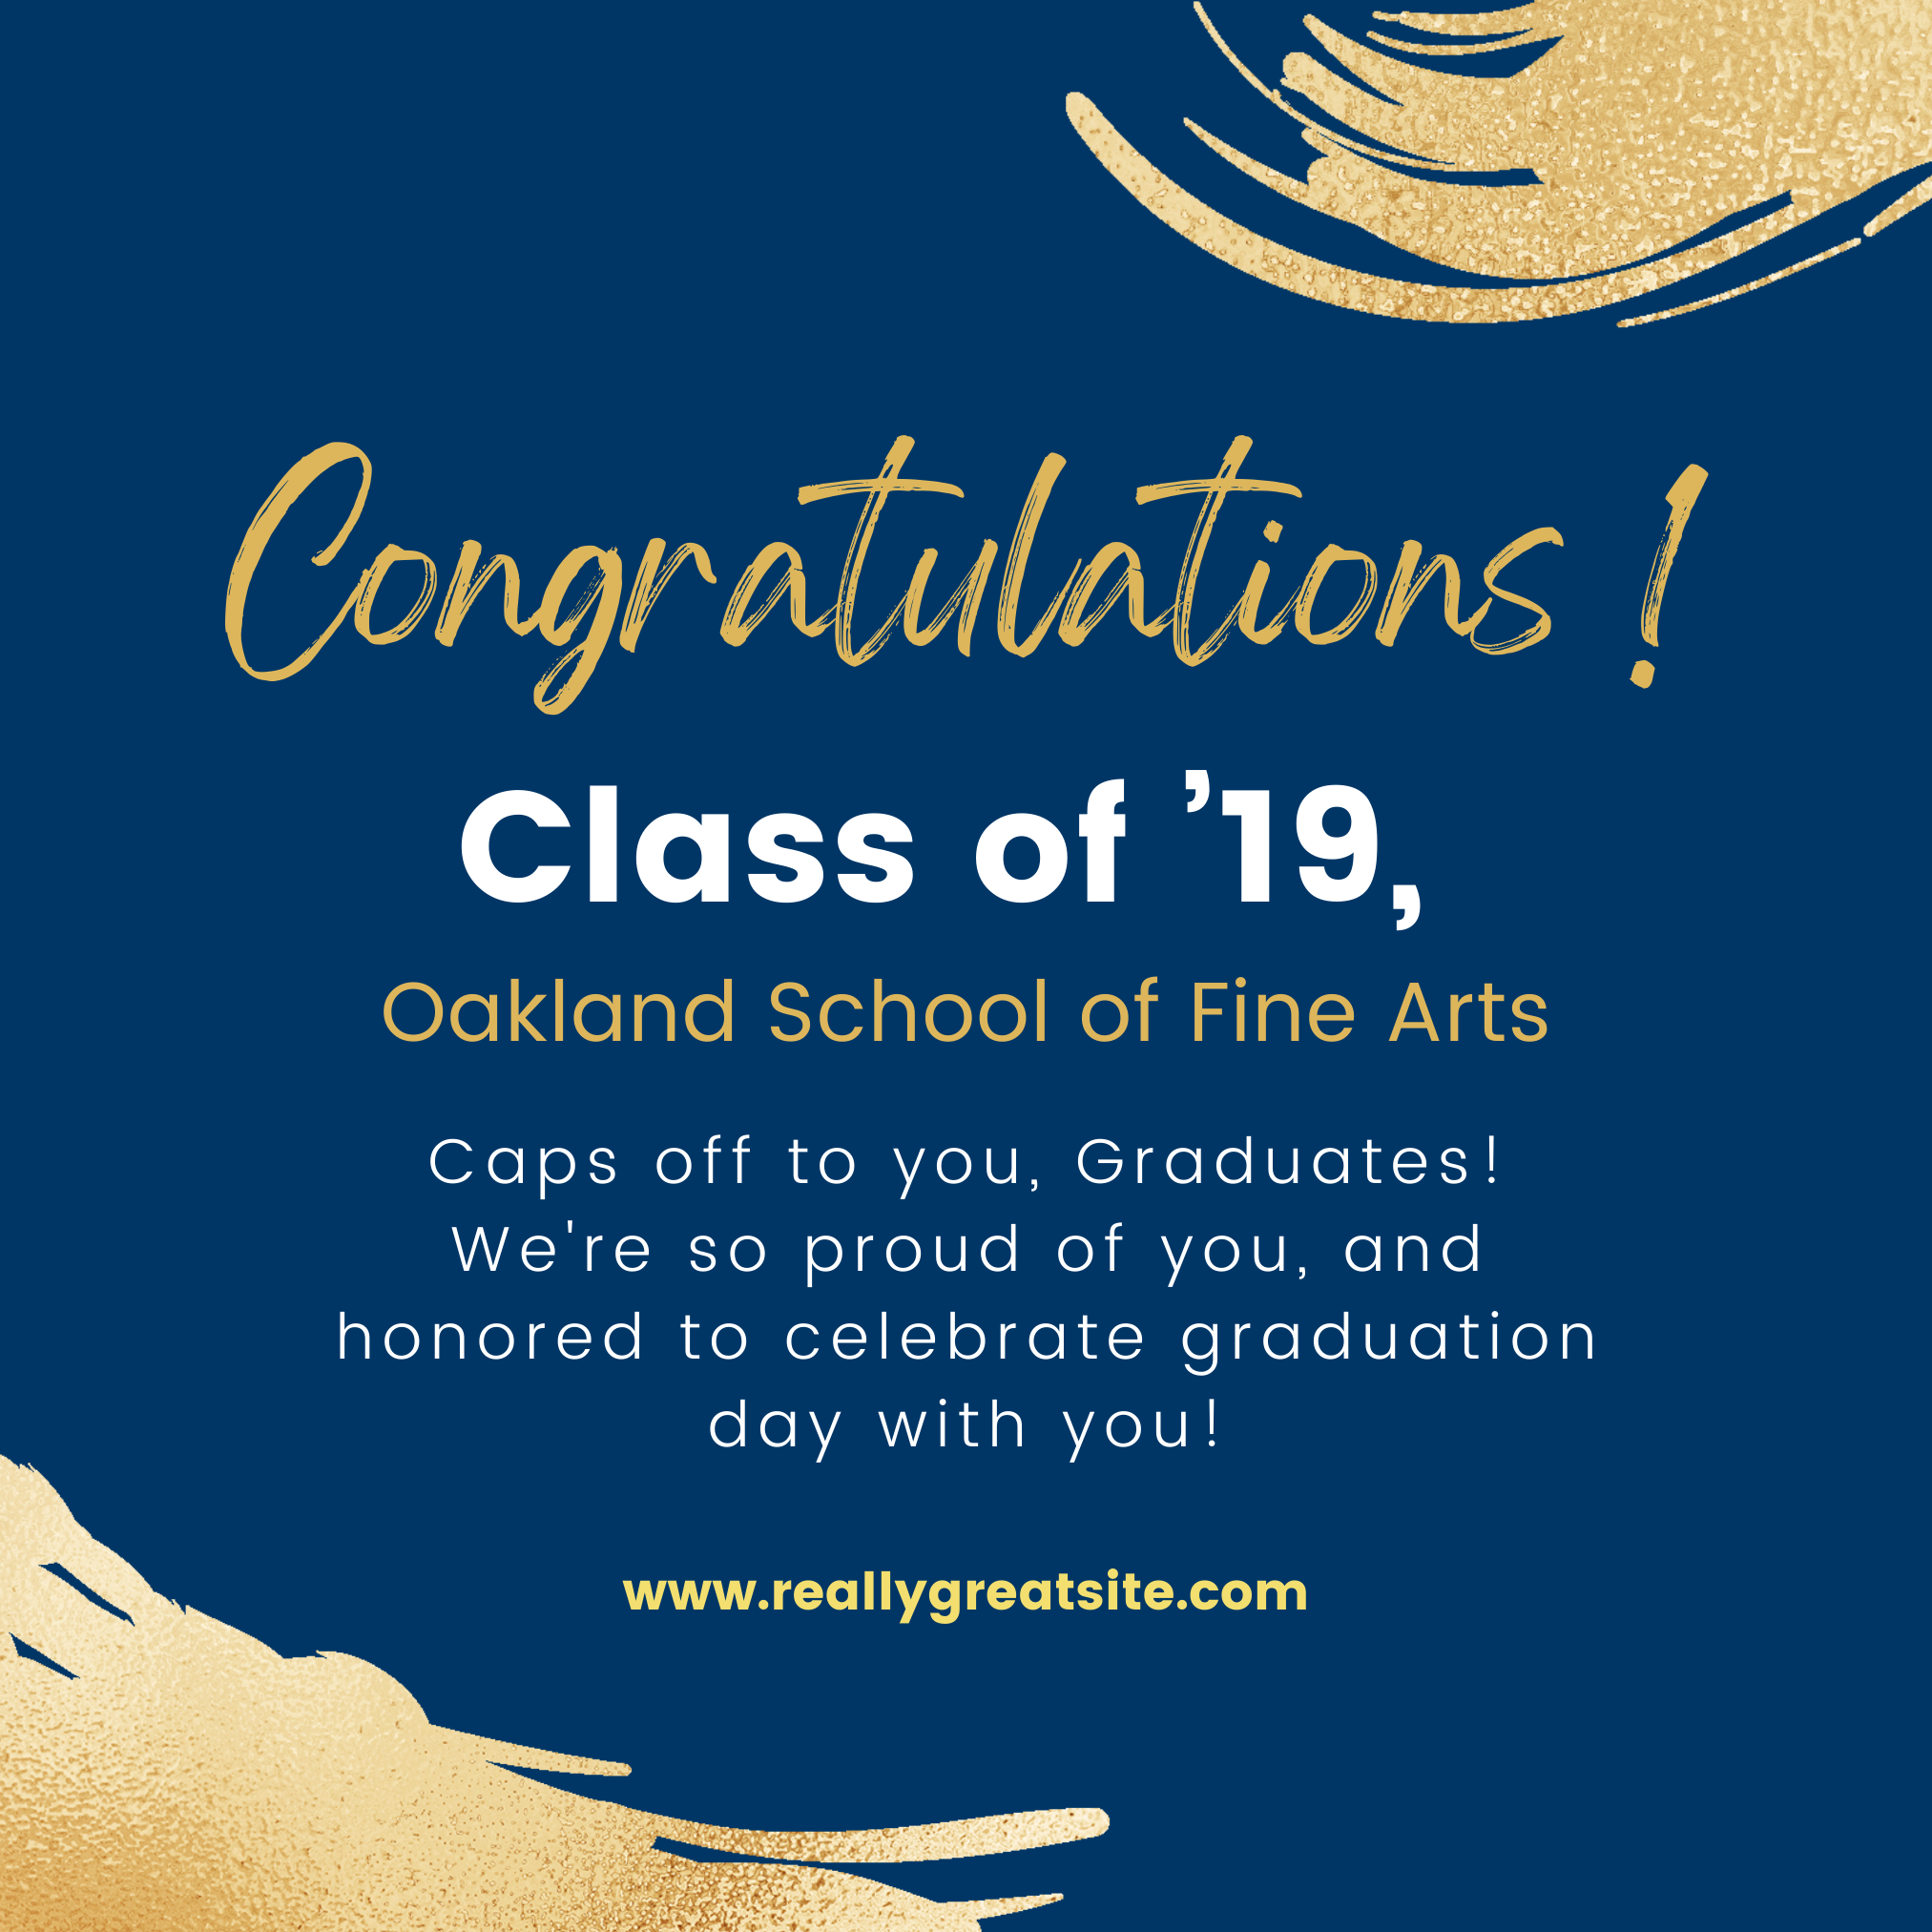 Congratulations !
Class of ’19,
Oakland School of Fine Arts
Caps off to you, Graduates!
We're so proud of you, and
honored to celebrate graduation
day with you!
www.reallygreatsite.com